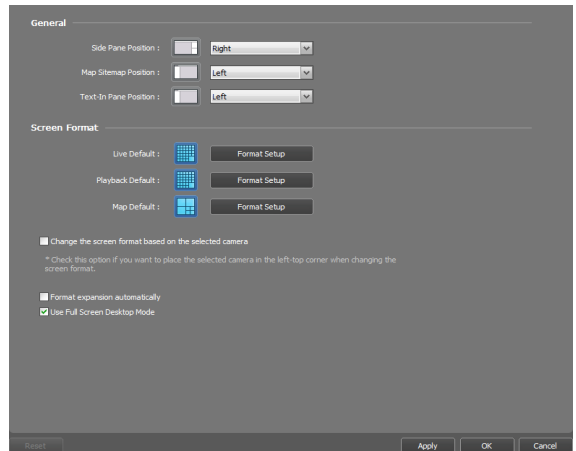 General
Side Pane Position : Right
Map Sitemap Position : Left
Text-In Pane Position : Left
Screen Format
Live Default : Format Setup
Playback Default : Format Setup
Map Default : Format Setup
Change the screen format based on the selected camera
* Check this option if you want to place the selected camera in the left-top corner when changing the
screen format.
Format expansion automatically
Use Full Screen Desktop Mode
Reset Apply OK Cancel